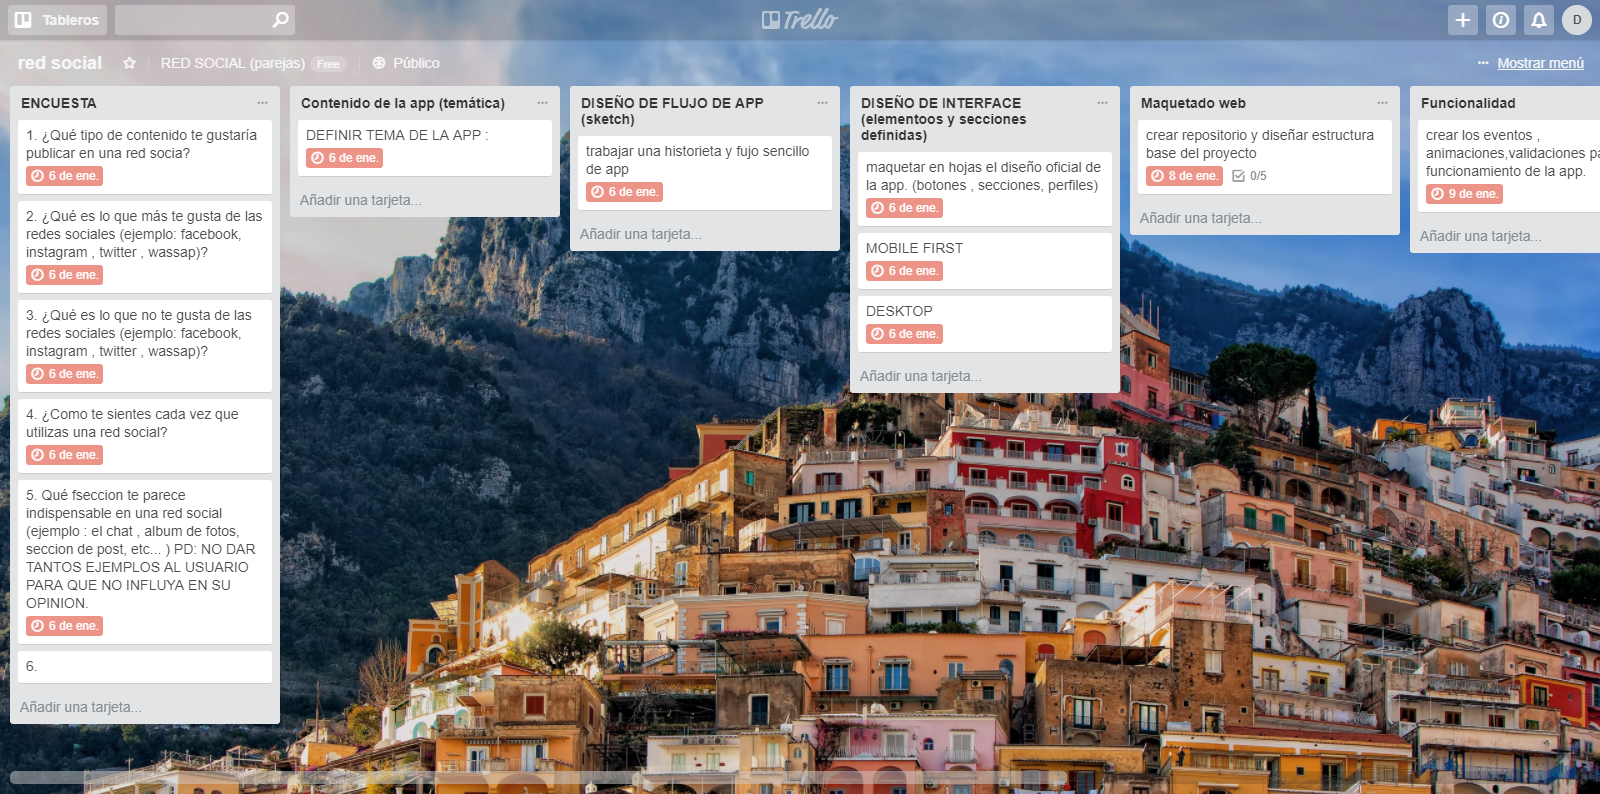 Tableros
Trello
D
red social
RED SOCIAL (parejas) Free
Público
Mostrar menú
ENCUESTA
1. ¿Qué tipo de contenido te gustaría
publicar en una red socia?
6 de ene.
2. ¿Qué es lo que más te gusta de las
redes sociales (ejemplo: facebook,
instagram , twitter , wassap)?
6 de ene.
3. ¿Qué es lo que no te gusta de las
redes sociales (ejemplo: facebook,
instagram , twitter , wassap)?
6 de ene.
4. ¿Como te sientes cada vez que
utilizas una red social?
6 de ene.
5. Qué fseccion te parece
indispensable en una red social
(ejemplo : el chat , album de fotos,
seccion de post, etc... ) PD: NO DAR
TANTOS EJEMPLOS AL USUARIO
PARA QUE NO INFLUYA EN SU
OPINION.
6 de ene.
6.
Añadir una tarjeta...
Contenido de la app (temática)
DEFINIR TEMA DE LA APP :
6 de ene.
Añadir una tarjeta...
DISEÑO DE FLUJO DE APP
(sketch)
trabajar una historieta y fujo sencillo
de app
6 de ene.
Añadir una tarjeta...
DISEÑO DE INTERFACE
(elementoos y secciones
definidas)
maquetar en hojas el diseño oficial de
la app. (botones , secciones, perfiles)
6 de ene.
MOBILE FIRST
6 de ene.
DESKTOP
6 de ene.
Añadir una tarjeta...
Maquetado web
crear repositorio y diseñar estructura
base del proyecto
8 de ene. 0/5
Añadir una tarjeta...
Funcionalidad
crear los eventos ,
animaciones,validaciones pa
funcionamiento de la app.
9 de ene.
Añadir una tarjeta...